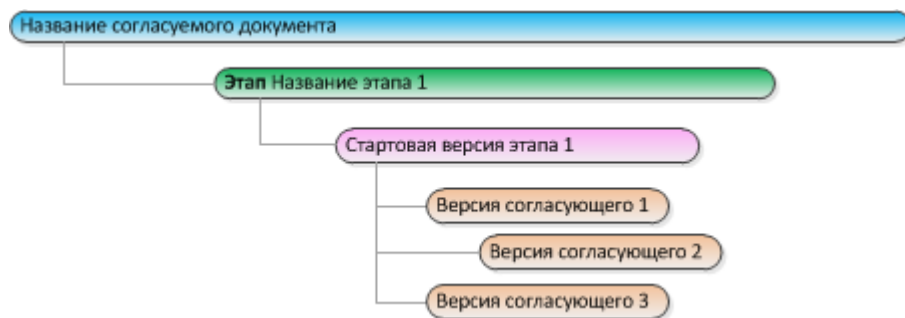 Название согласуемого документа
Этап Название этапа 1
Стартовая версия этапа 1
Версия согласующего 1
Версия согласующего 2
Версия согласующего 3